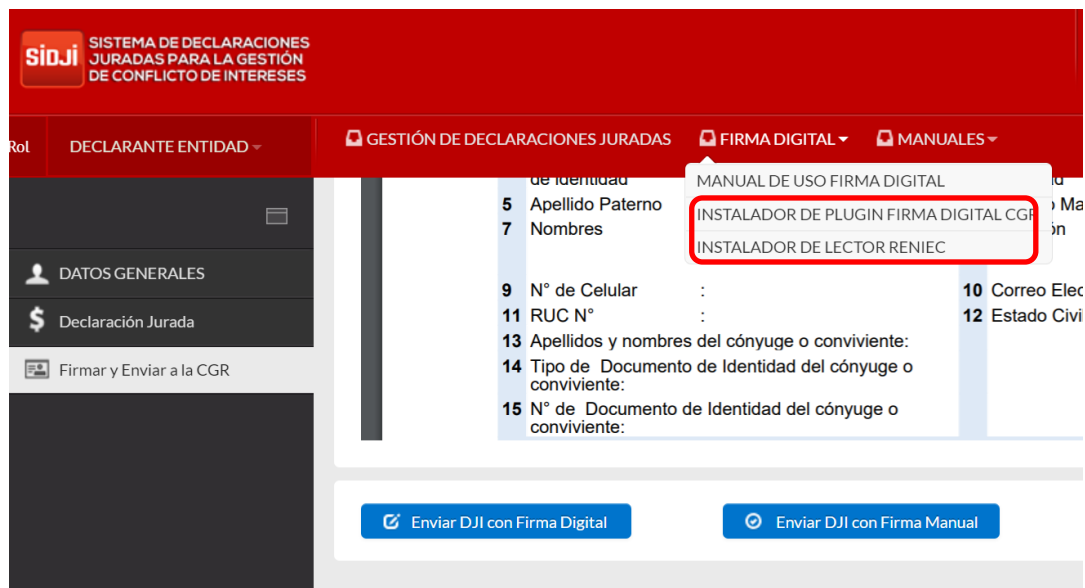 SiDJi
SISTEMA DE DECLARACIONES
JURADAS PARA LA GESTIÓN
DE CONFLICTO DE INTERESES
Rol
DECLARANTE ENTIDAD
GESTIÓN DE DECLARACIONES JURADAS
FIRMA DIGITAL
MANUALES
MANUAL DE USO FIRMA DIGITAL
INSTALADOR DE PLUGIN FIRMA DIGITAL CGR
INSTALADOR DE LECTOR RENIEC
DATOS GENERALES
Declaración Jurada
Firmar y Enviar a la CGR
de identidad
5 Apellido Paterno
7 Nombres
9 N° de Celular :
10 Correo Elec
11 RUC N° :
12 Estado Civi
13 Apellidos y nombres del cónyuge o conviviente:
14 Tipo de Documento de Identidad del cónyuge o
conviviente:
15 N° de Documento de Identidad del cónyuge o
conviviente:
Enviar DJI con Firma Digital
Enviar DJI con Firma Manual